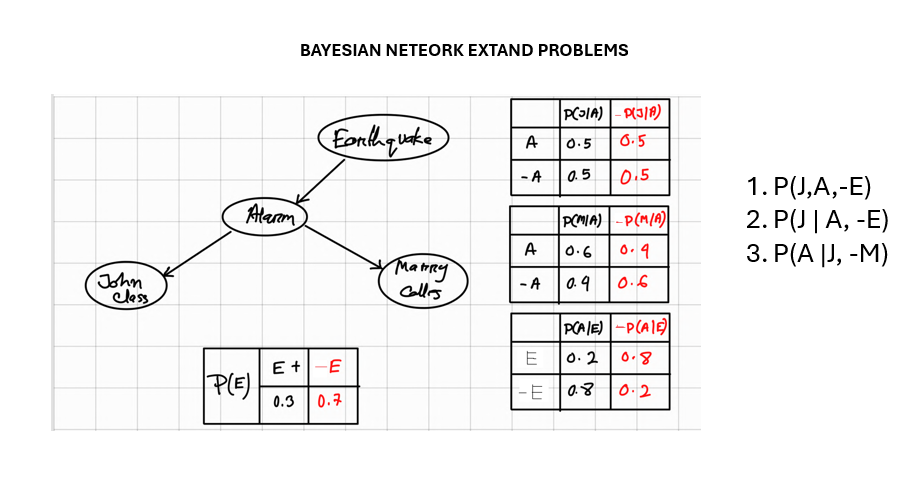 BAYESIAN NETEORK EXTAND PROBLEMS
Earthquake
Alarm
John
class
Marry
Calls
P(E)
E+ -E
0.3 0.7
P(J/A) -P(J/A)
A 0.5 0.5
-A 0.5 0.5
P(M/A) -P(M/A)
A 0.6 0.4
-A 0.4 0.6
P(A|E) -P(A|E)
E 0.2 0.8
-E 0.8 0.2
1. P(J,A,-E)
2. P(J | A, -E)
3. P(A |J, -M)